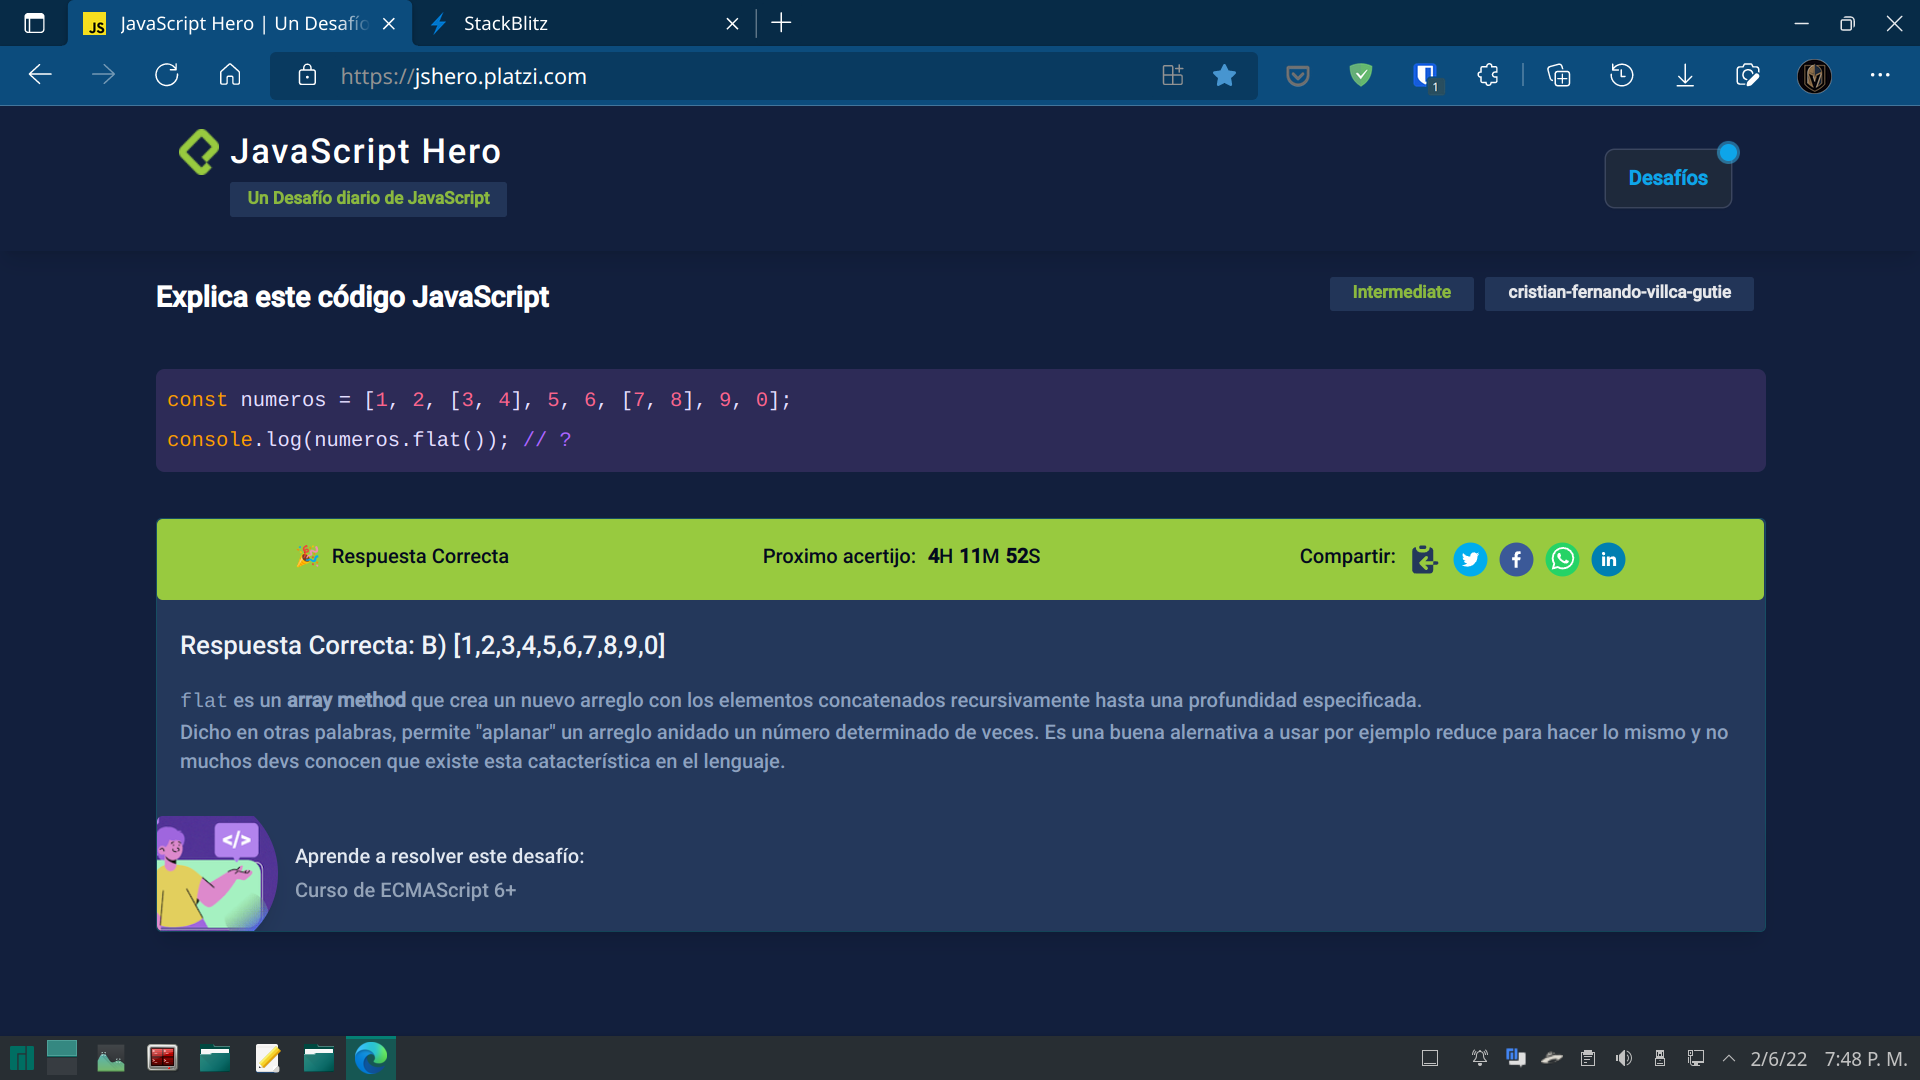 JavaScript Hero | Un Desafío
StackBlitz
https://jshero.platzi.com
1
JavaScript Hero
Un Desafío diario de JavaScript
Desafíos
Explica este código JavaScript
Intermediate
cristian-fernando-villca-gutie
const numeros = [1, 2, [3, 4], 5, 6, [7, 8], 9, 0];
console.log(numeros.flat()); // ?
🎉 Respuesta Correcta
Proximo acertijo: 4H 11M 52S
Compartir:
Respuesta Correcta: B) [1,2,3,4,5,6,7,8,9,0]
flat es un array method que crea un nuevo arreglo con los elementos concatenados recursivamente hasta una profundidad especificada.
Dicho en otras palabras, permite "aplanar" un arreglo anidado un número determinado de veces. Es una buena alernativa a usar por ejemplo reduce para hacer lo mismo y no
muchos devs conocen que existe esta catacterística en el lenguaje.
</>
Aprende a resolver este desafío:
Curso de ECMAScript 6+
2/6/22 7:48 P. M.